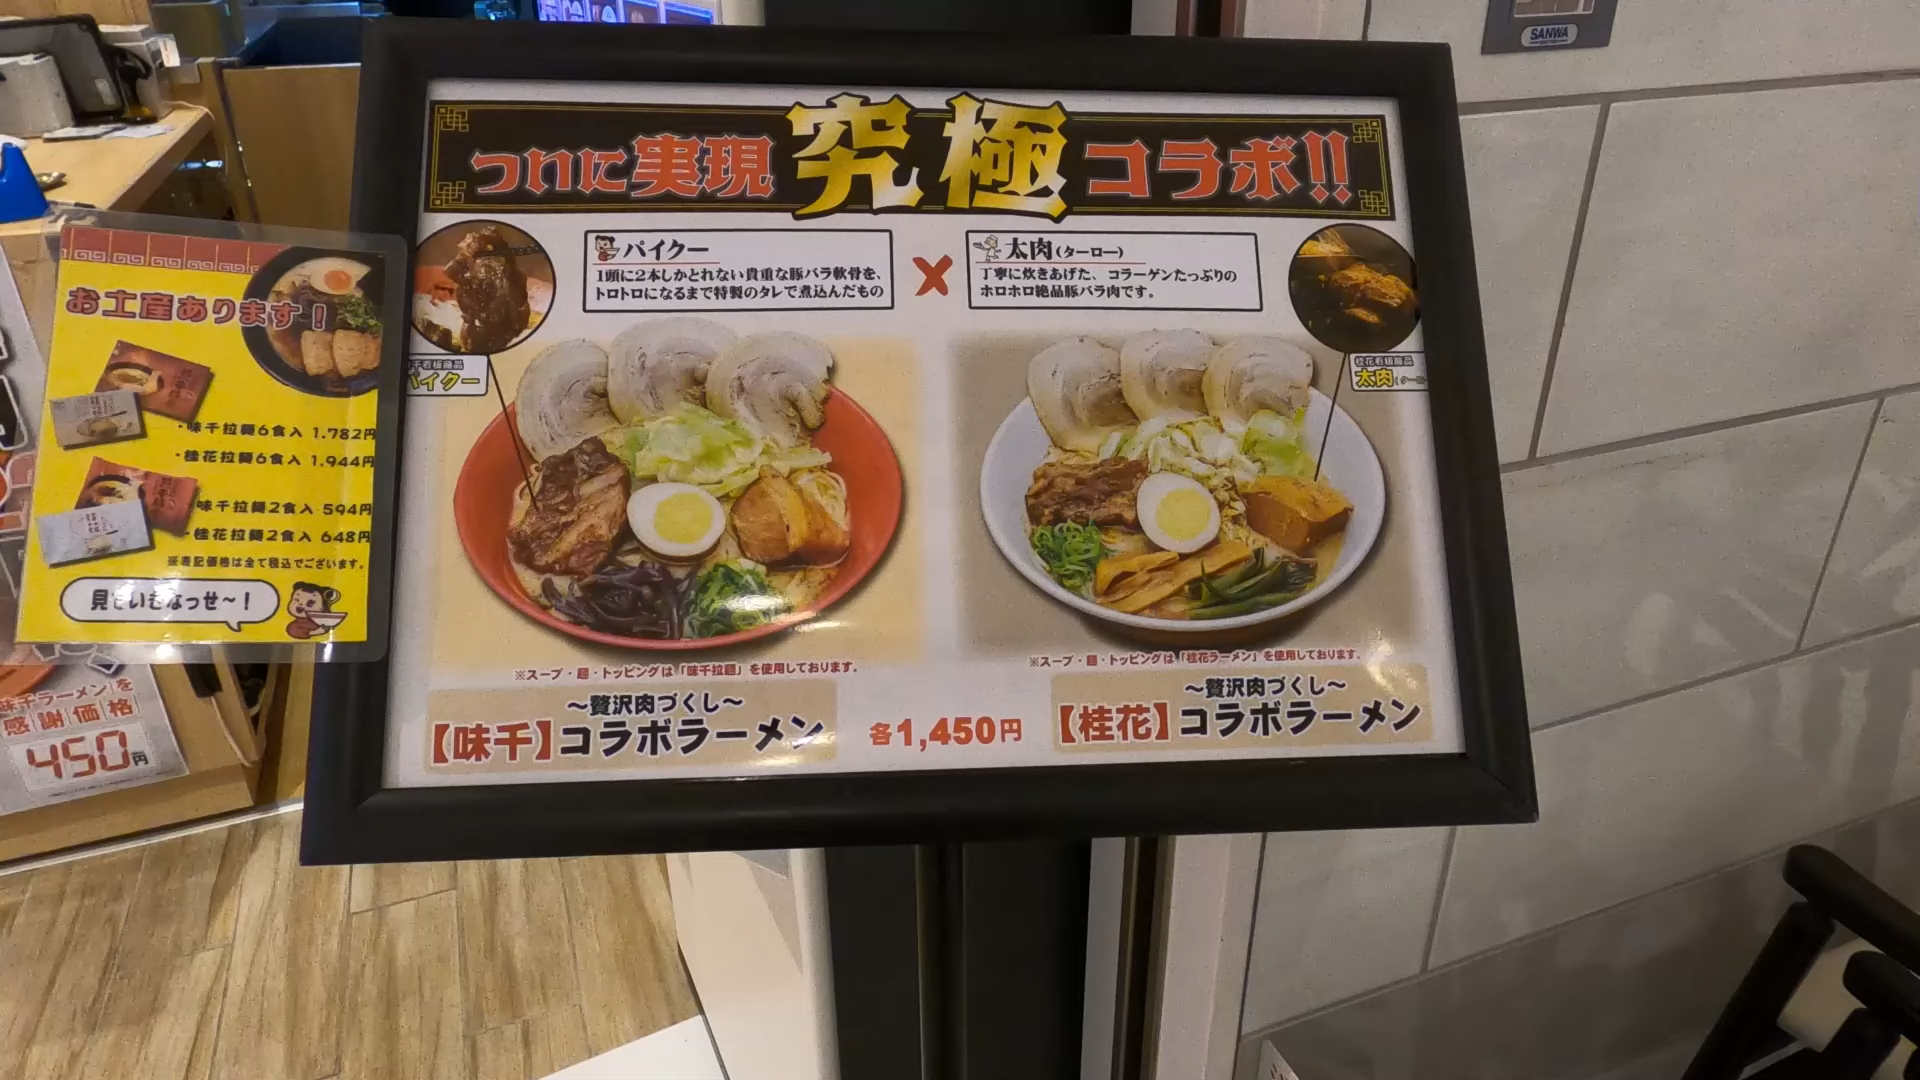 SANWA
ついに実現 究極 コラボ!!
パイクー
1頭に2本しかとれない貴重な豚バラ軟骨を、
トロトロになるまで特製のタレで煮込んだもの
X
太肉(ターロー)
丁寧に炊きあげた、コラーゲンたっぷりの
ホロホロ絶品豚バラ肉です。
千看板商品
パイクー
桂花看板商品
太肉
※スープ・麺・トッピングは「味千拉麺」を使用しております。
※スープ・麺・トッピングは「桂花ラーメン」を使用しております。
~贅沢肉づくし~
【味千】コラボラーメン
各1,450円
~贅沢肉づくし~
【桂花】コラボラーメン
お土産あります!
・味千拉麺6食入 1.782円
・桂花拉麺6食入 1.944円
味千拉麺2食入 594円
・桂花拉麺2食入 648円
※表記価格は全て税込でございます。
見ていきなっせ~!
味千ラーメンを
感謝価格
450円